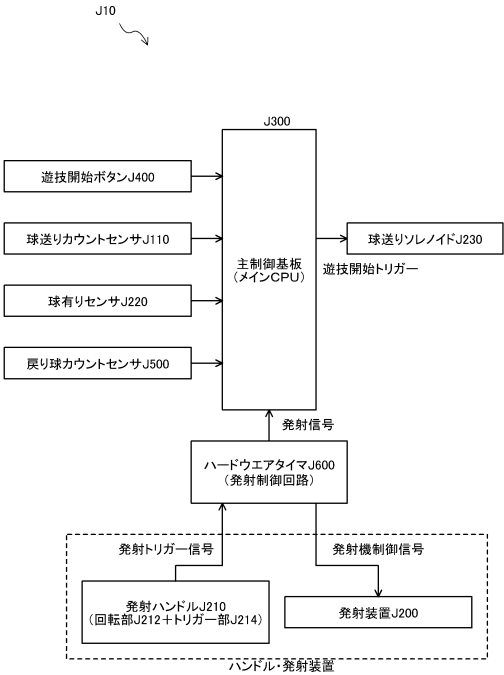 J10
J300
遊技開始ボタンJ400
球送りカウントセンサJ110
球有りセンサJ220
戻り球カウントセンサJ500
主制御基板
(メインCPU)
球送りソレノイドJ230
遊技開始トリガー
発射信号
ハードウエアタイマJ600
(発射制御回路)
発射トリガー信号
発射機制御信号
発射ハンドルJ210
(回転部J212+トリガー部J214)
発射装置J200
ハンドル・発射装置